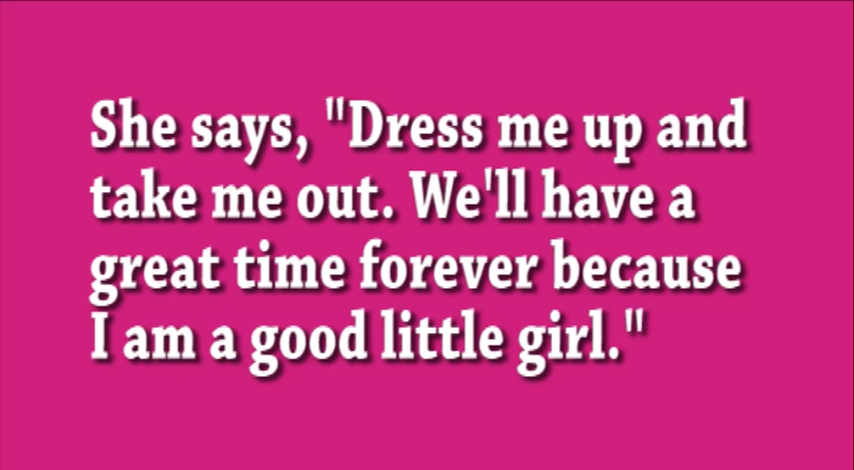 She says, "Dress me up and
take me out. We'll have a
great time forever because
I am a good little girl."